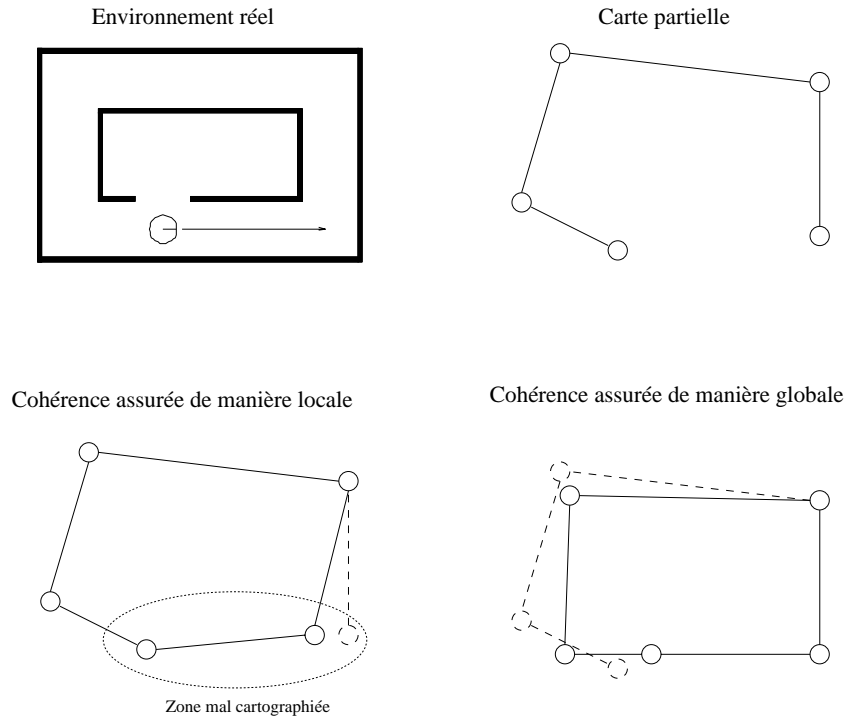 Environnement réel
Carte partielle
Cohérence assurée de manière locale
Cohérence assurée de manière globale
Zone mal cartographiée